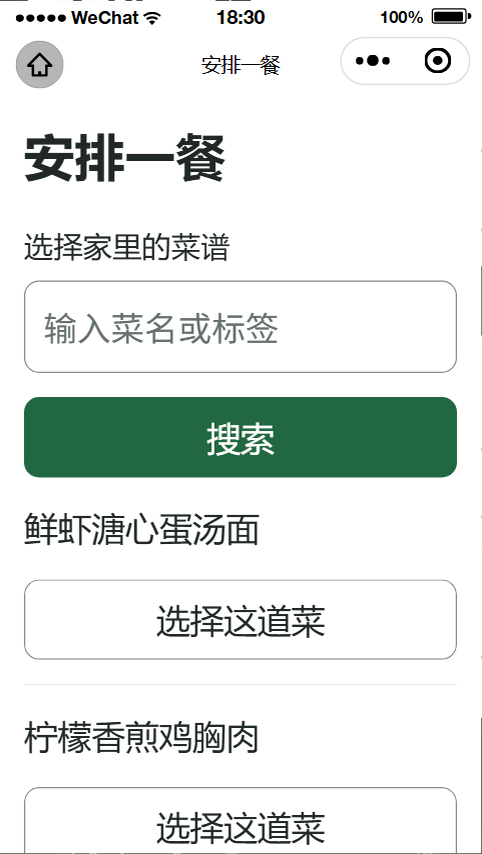 WeChat 18:30 100%
安排一餐
安排一餐
选择家里的菜谱
输入菜名或标签
搜索
鲜虾溏心蛋汤面
选择这道菜
柠檬香煎鸡胸肉
选择这道菜